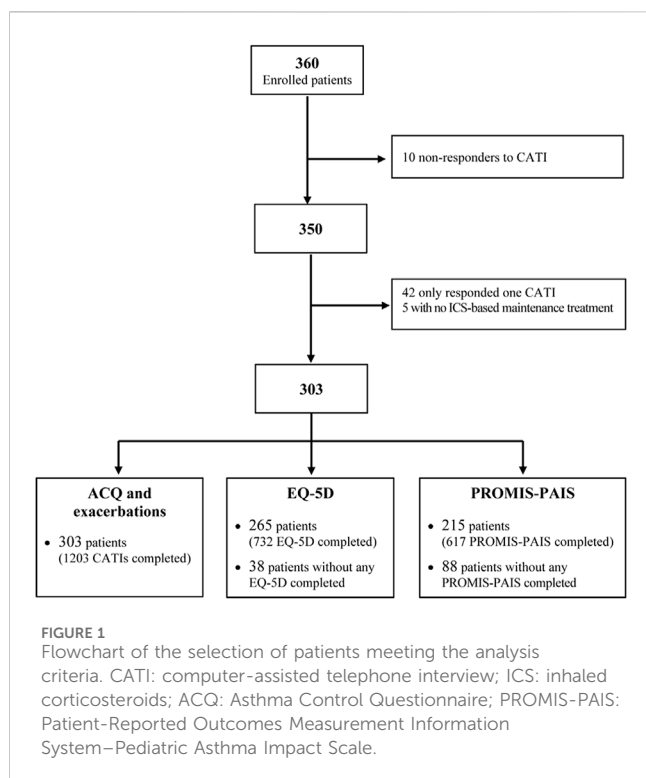 360
Enrolled patients
10 non-responders to CATI
350
42 only responded one CATI
5 with no ICS-based maintenance treatment
303
ACQ and
exacerbations
• 303 patients
(1203 CATIs completed)
EQ-5D
• 265 patients
(732 EQ-5D completed)
• 38 patients without any
EQ-5D completed
PROMIS-PAIS
• 215 patients
(617 PROMIS-PAIS completed)
• 88 patients without any
PROMIS-PAIS completed
FIGURE 1
Flowchart of the selection of patients meeting the analysis
criteria. CATI: computer-assisted telephone interview; ICS: inhaled
corticosteroids; ACQ: Asthma Control Questionnaire; PROMIS-PAIS:
Patient-Reported Outcomes Measurement Information
System–Pediatric Asthma Impact Scale.